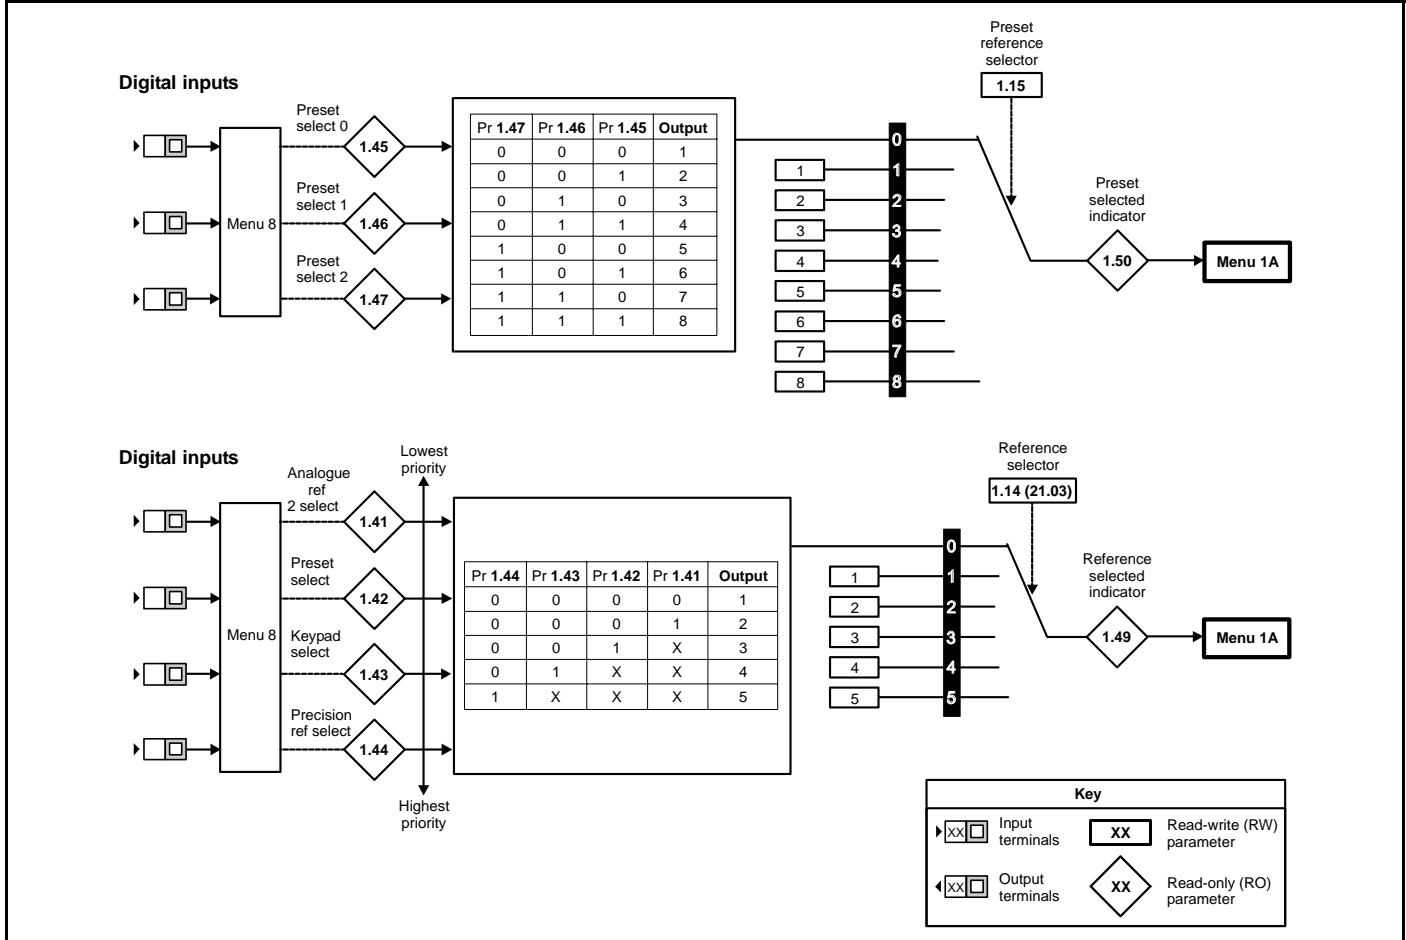 Preset
reference
selector
1.15
Digital inputs
Preset
select 0
1.45
Preset
select 1
1.46
Preset
select 2
1.47
Menu 8
Pr 1.47 Pr 1.46 Pr 1.45 Output
0 0 0 1
0 0 1 2
0 1 0 3
0 1 1 4
1 0 0 5
1 0 1 6
1 1 0 7
1 1 1 8
0
1 1
2 2
3 3
4 4
5 5
6 6
7 7
8 8
Preset
selected
indicator
1.50
Menu 1A
Digital inputs
Analogue
ref
2 select
1.41
Preset
select
1.42
Keypad
select
1.43
Precision
ref select
1.44
Menu 8
Lowest
priority
Highest
priority
Pr 1.44 Pr 1.43 Pr 1.42 Pr 1.41 Output
0 0 0 0 1
0 0 0 1 2
0 0 1 X 3
0 1 X X 4
1 X X X 5
Reference
selector
1.14 (21.03)
0
1 1
2 2
3 3
4 4
5 5
Reference
selected
indicator
1.49
Menu 1A
Key
XX Input
terminals
XX Read-write (RW)
parameter
XX Output
terminals
XX Read-only (RO)
parameter